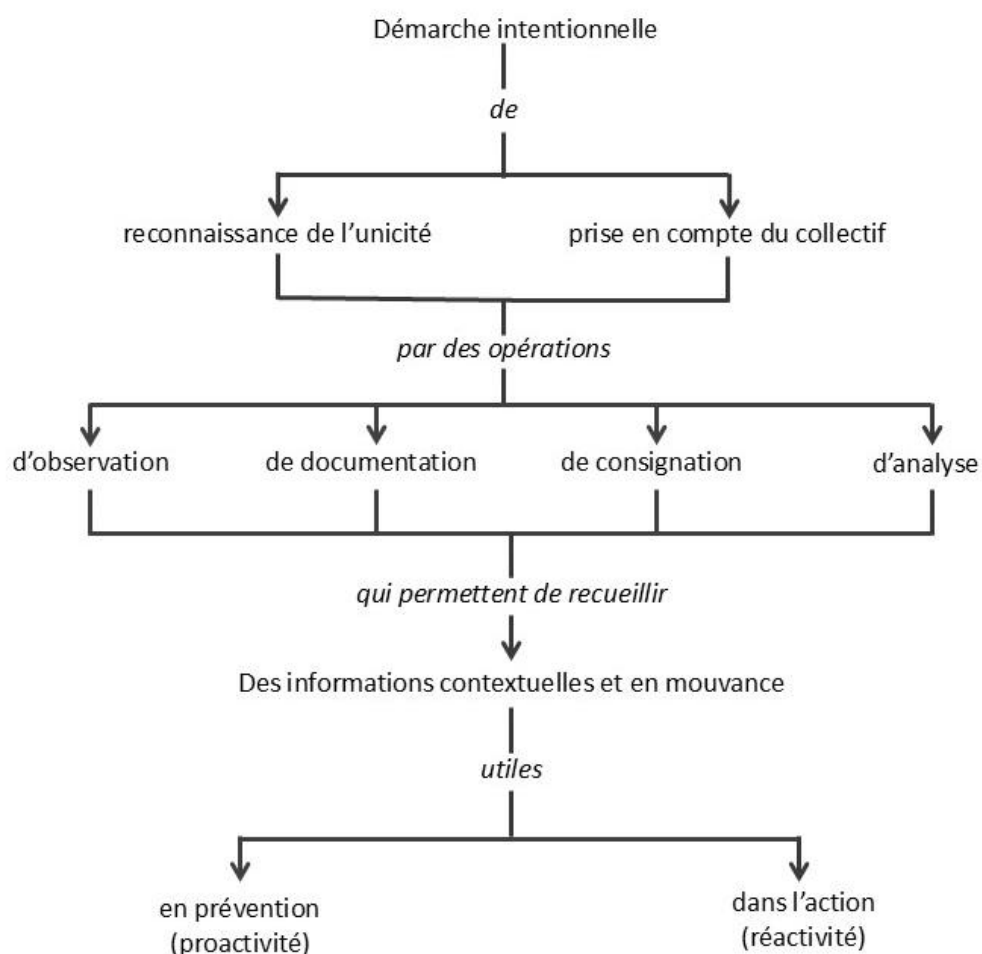 Démarche intentionnelle
de
reconnaissance de l’unicité
prise en compte du collectif
par des opérations
d’observation
de documentation
de consignation
d’analyse
qui permettent de recueillir
Des informations contextuelles et en mouvance
utiles
en prévention
(proactivité)
dans l’action
(réactivité)